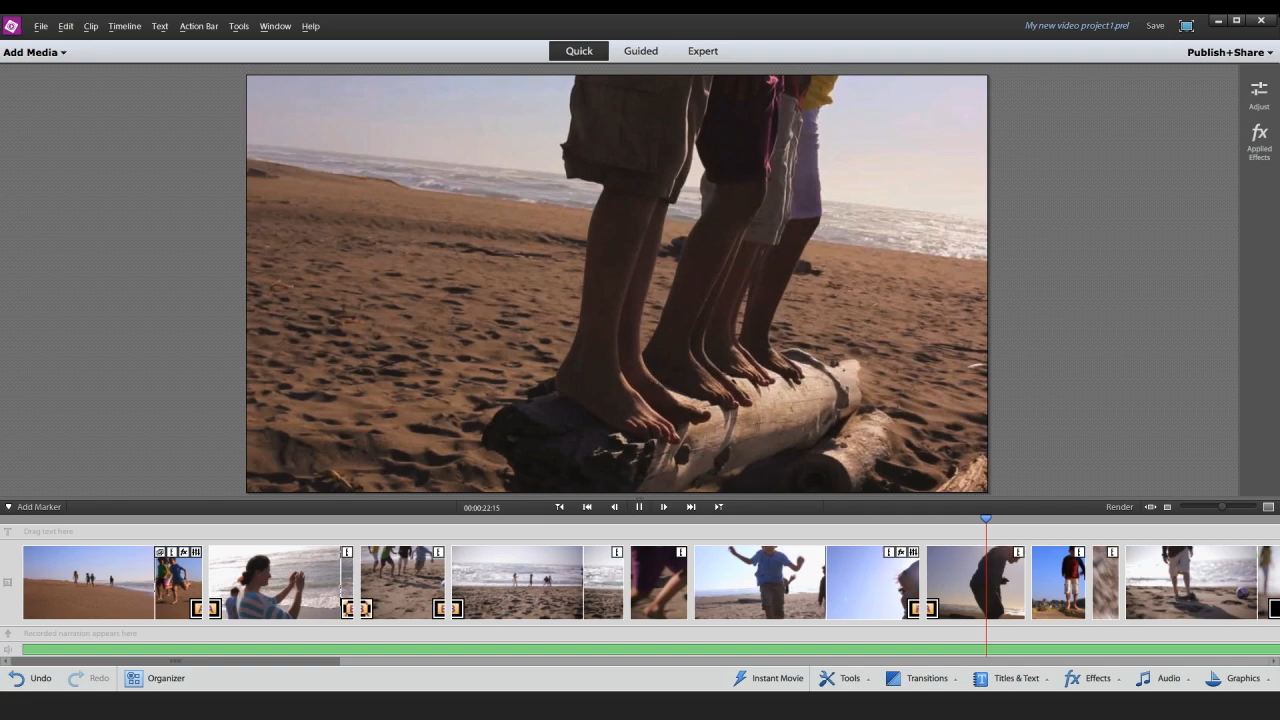 File Edit Clip Timeline Text Action Bar Tools Window Help
My new video project1.prel Save
Add Media
Quick Guided Expert
Publish+Share
Adjust
fx
Applied
Effects
Add Marker
00:00:22:15
Render
Drag text here
Recorded narration appears here
Undo Redo Organizer Instant Movie Tools Transitions Titles & Text fx Effects Audio Graphics